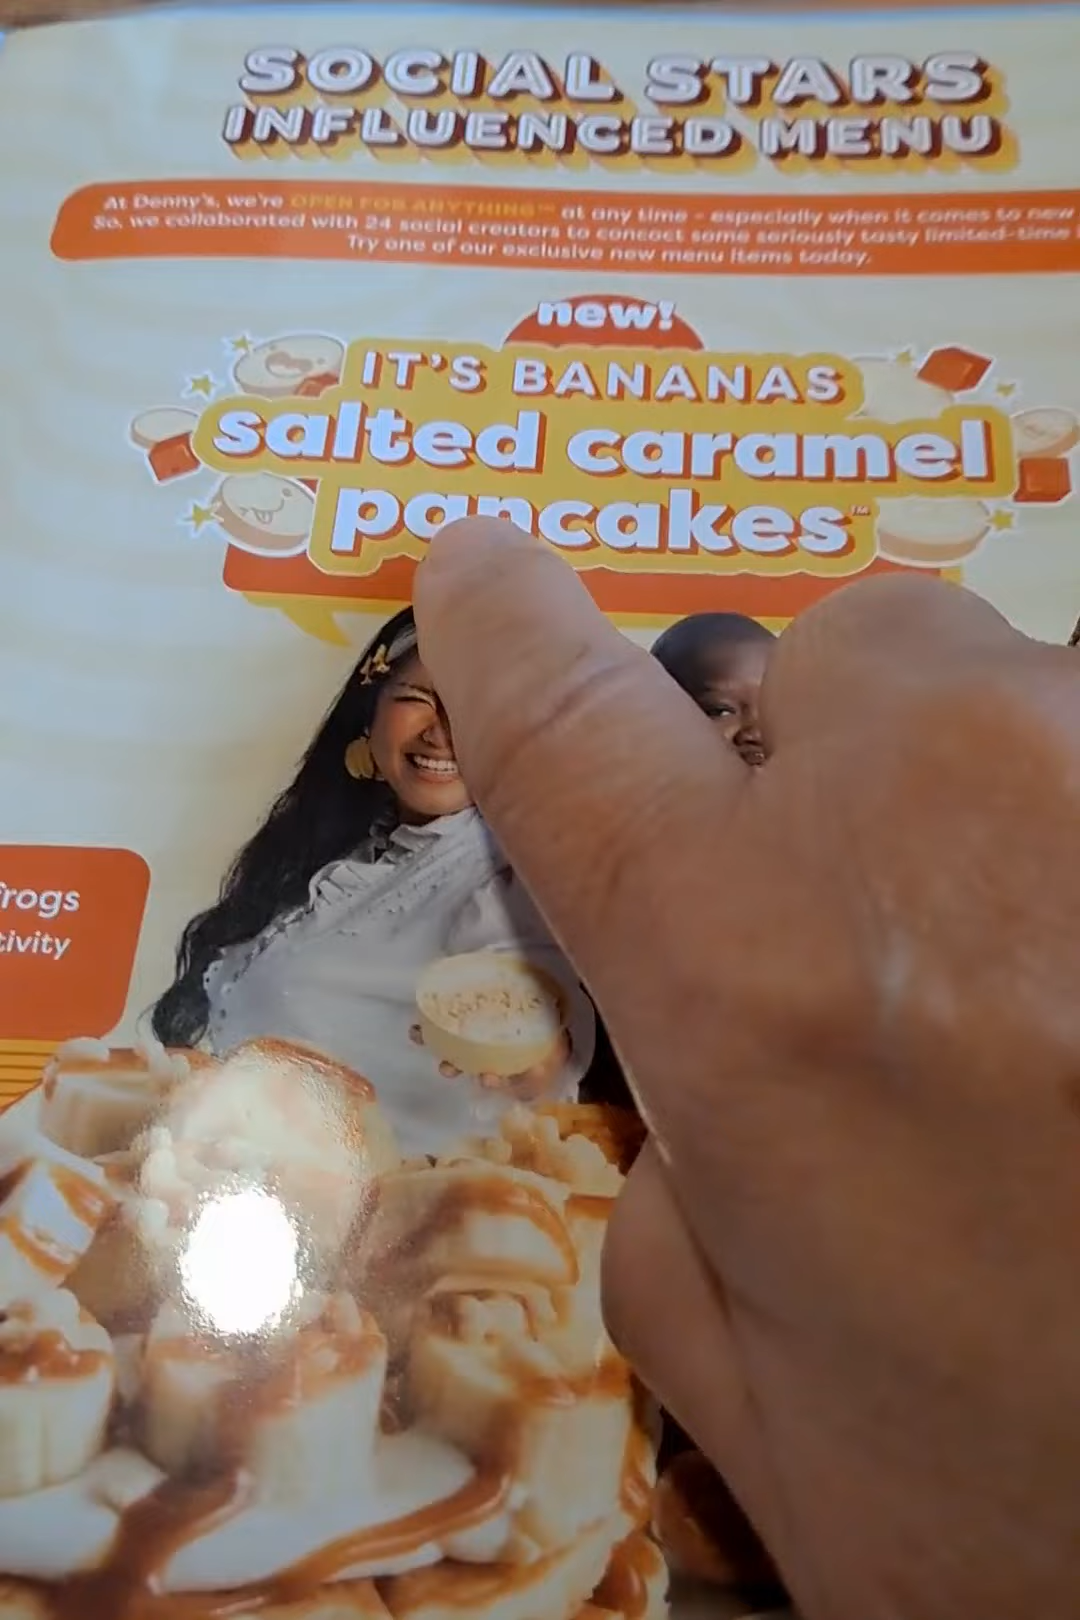 SOCIAL STARS
INFLUENCED MENU
At Denny's, we're OPEN FOR ANYTHING™ at any time - especially when it comes to new
So, we collaborated with 24 social creators to concoct some seriously tasty limited-time
Try one of our exclusive new menu items today.
new!
IT'S BANANAS
salted caramel
pancakes™
frogs
tivity